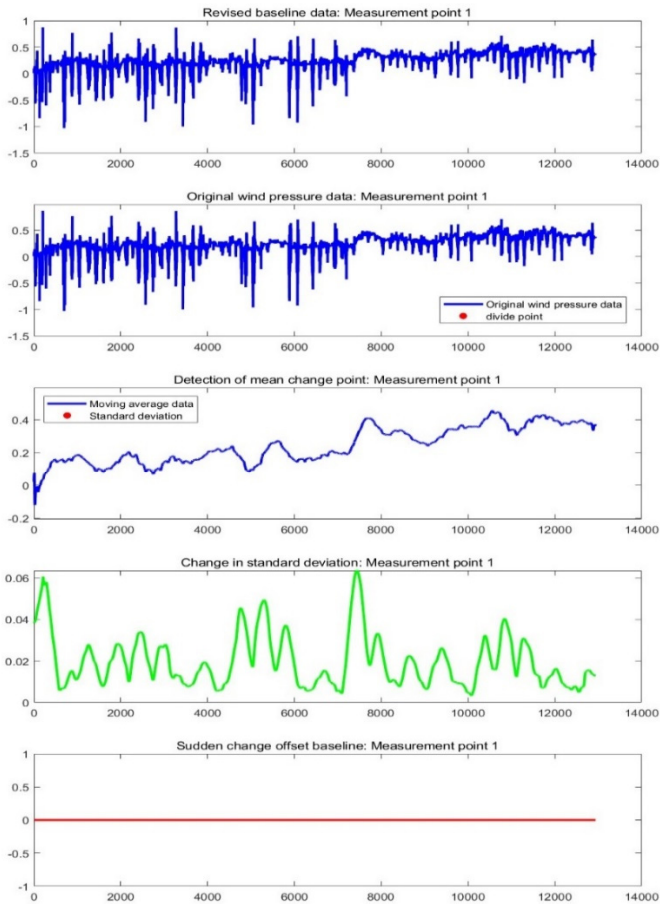 Revised baseline data: Measurement point 1
1
0.5
0
-0.5
-1
-1.5
0 2000 4000 6000 8000 10000 12000 14000
Original wind pressure data: Measurement point 1
0.5
0
-0.5
-1
-1.5
0 2000 4000 6000 8000 10000 12000 14000
Original wind pressure data
divide point
Detection of mean change point: Measurement point 1
0.4
0.2
0
-0.2
0 2000 4000 6000 8000 10000 12000 14000
Moving average data
Standard deviation
Change in standard deviation: Measurement point 1
0.06
0.04
0.02
0
0 2000 4000 6000 8000 10000 12000 14000
Sudden change offset baseline: Measurement point 1
1
0.5
0
-0.5
-1
0 2000 4000 6000 8000 10000 12000 14000